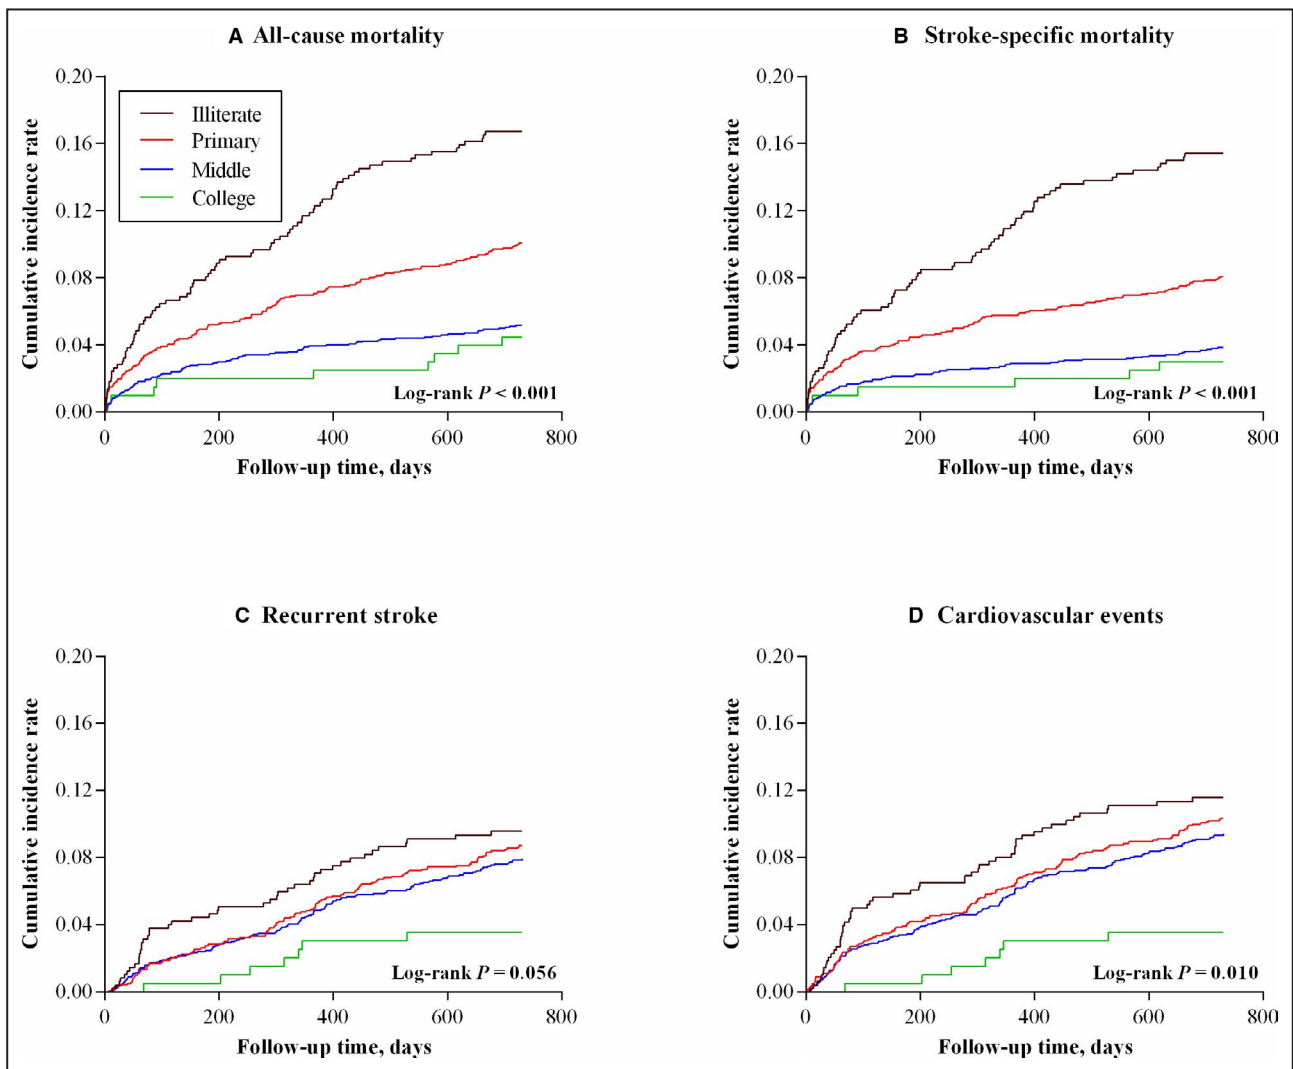 A All-cause mortality
Cumulative incidence rate
0.20
0.16
0.12
0.08
0.04
0.00
Illiterate
Primary
Middle
College
Log-rank P < 0.001
0 200 400 600 800
Follow-up time, days
B Stroke-specific mortality
Cumulative incidence rate
0.20
0.16
0.12
0.08
0.04
0.00
Log-rank P < 0.001
0 200 400 600 800
Follow-up time, days
C Recurrent stroke
Cumulative incidence rate
0.20
0.16
0.12
0.08
0.04
0.00
Log-rank P = 0.056
0 200 400 600 800
Follow-up time, days
D Cardiovascular events
Cumulative incidence rate
0.20
0.16
0.12
0.08
0.04
0.00
Log-rank P = 0.010
0 200 400 600 800
Follow-up time, days